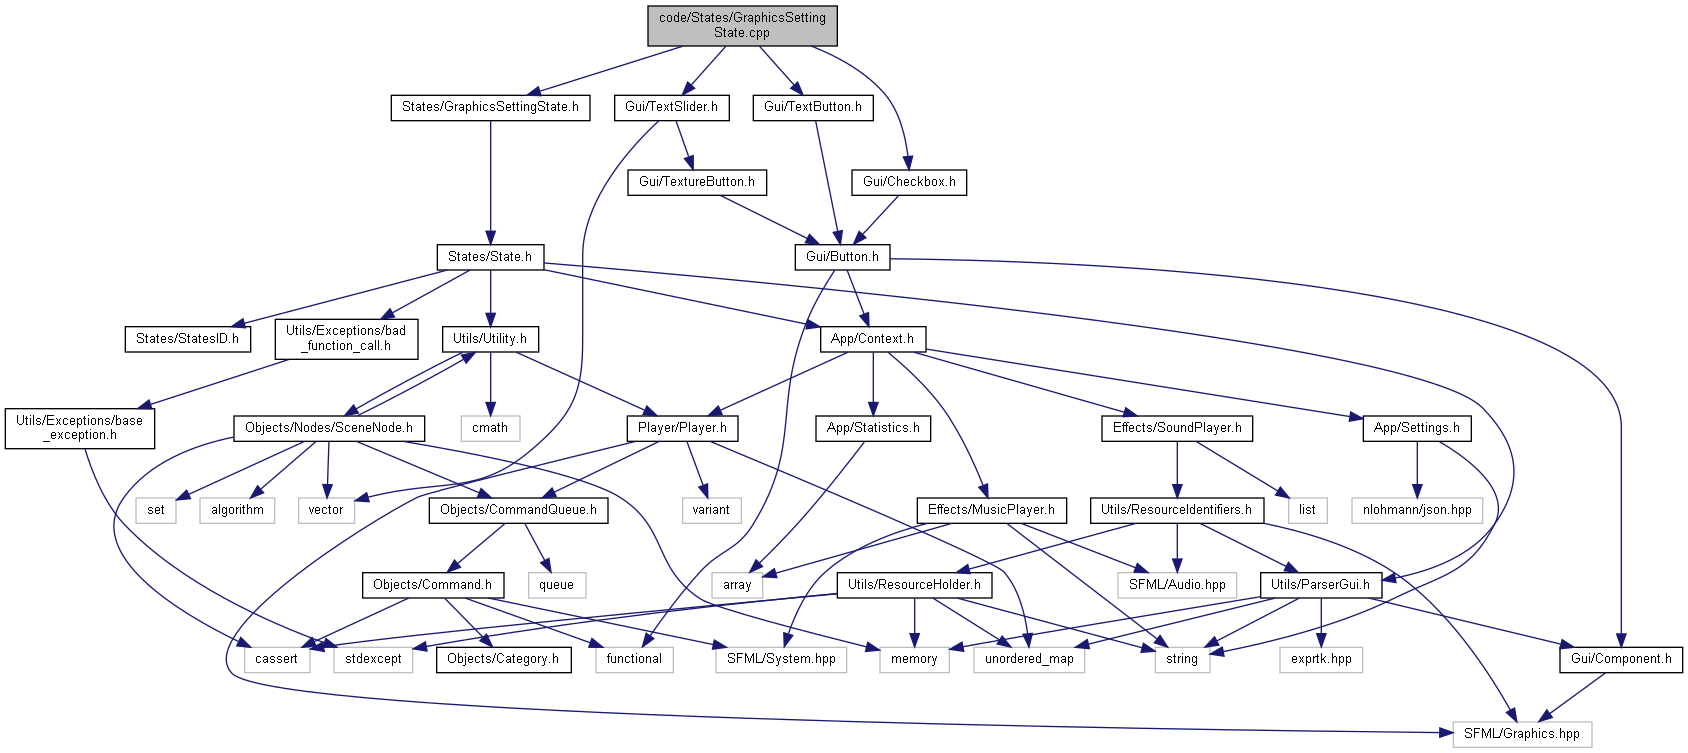 code/States/GraphicsSetting
State.cpp
States/GraphicsSettingState.h
Gui/TextSlider.h
Gui/TextButton.h
Gui/TextureButton.h
Gui/Checkbox.h
States/State.h
Gui/Button.h
States/StatesID.h
Utils/Exceptions/bad
_function_call.h
Utils/Utility.h
App/Context.h
Utils/Exceptions/base
_exception.h
Objects/Nodes/SceneNode.h
cmath
Player/Player.h
App/Statistics.h
Effects/SoundPlayer.h
App/Settings.h
set
algorithm
vector
Objects/CommandQueue.h
variant
Effects/MusicPlayer.h
Utils/ResourceIdentifiers.h
list
nlohmann/json.hpp
Objects/Command.h
queue
array
Utils/ResourceHolder.h
SFML/Audio.hpp
Utils/ParserGui.h
cassert
stdexcept
Objects/Category.h
functional
SFML/System.hpp
memory
unordered_map
string
exprtk.hpp
Gui/Component.h
SFML/Graphics.hpp